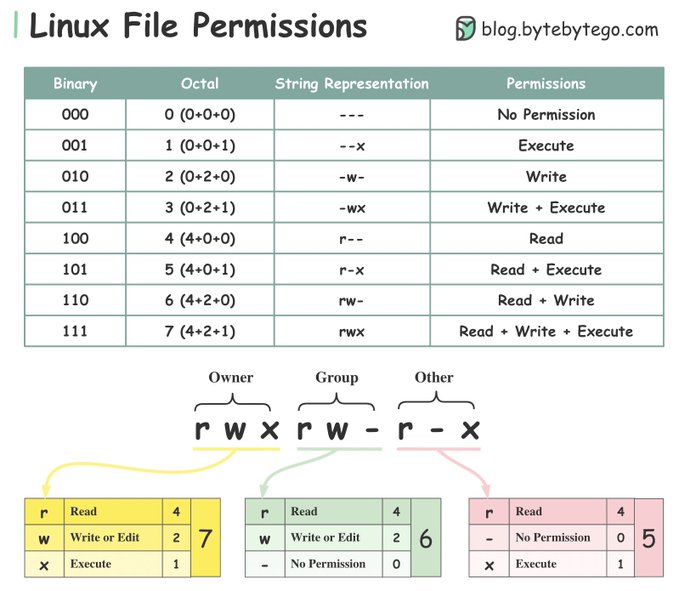 Linux File Permissions
blog.bytebytego.com
Binary Octal String Representation Permissions
000 0 (0+0+0) --- No Permission
001 1 (0+0+1) --x Execute
010 2 (0+2+0) -w- Write
011 3 (0+2+1) -wx Write + Execute
100 4 (4+0+0) r-- Read
101 5 (4+0+1) r-x Read + Execute
110 6 (4+2+0) rw- Read + Write
111 7 (4+2+1) rwx Read + Write + Execute
Owner Group Other
r w x r w - r - x
r Read 4
w Write or Edit 2
x Execute 1
7
r Read 4
w Write or Edit 2
- No Permission 0
6
r Read 4
- No Permission 0
x Execute 1
5